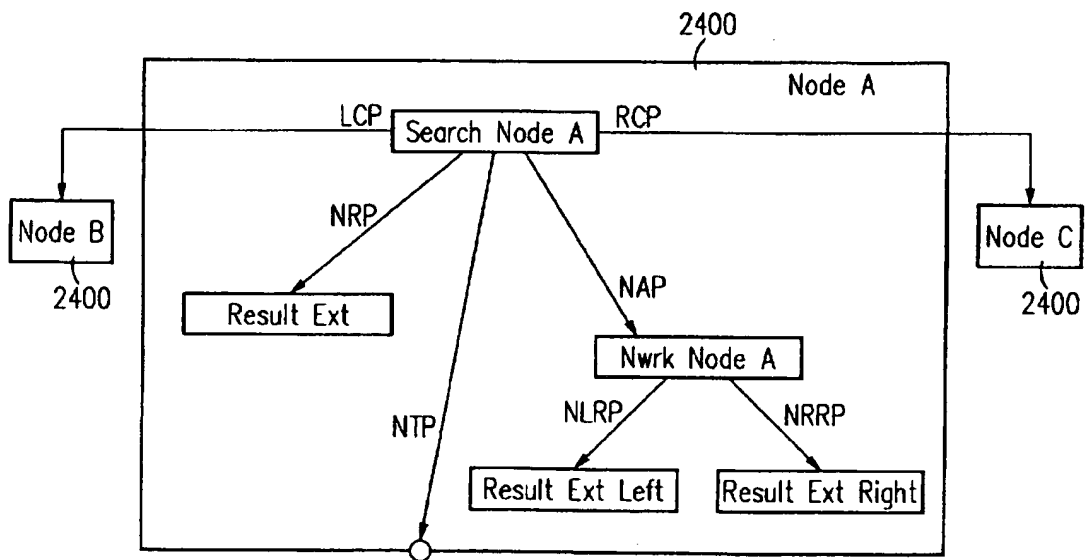 2400
Node A
LCP
Search Node A
RCP
Node B
2400
NRP
Node C
2400
NAP
Result Ext
Nwrk Node A
NTP
NLRP
NRRP
Result Ext Left
Result Ext Right